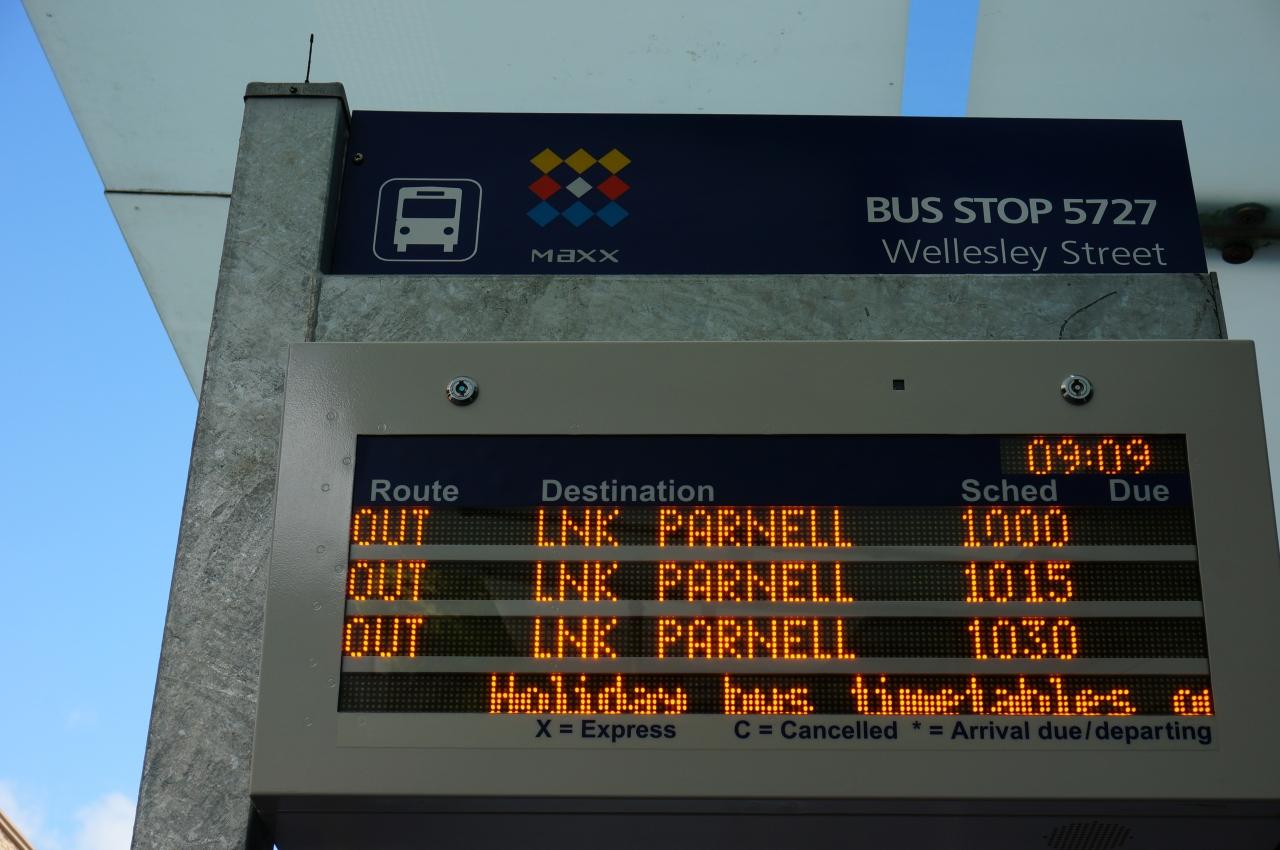 MAXX
BUS STOP 5727
Wellesley Street
09:09
Route Destination Sched Due
OUT LNK PARNELL 1000
OUT LNK PARNELL 1015
OUT LNK PARNELL 1030
Holiday bus timetables
X = Express C = Cancelled * = Arrival due/departing